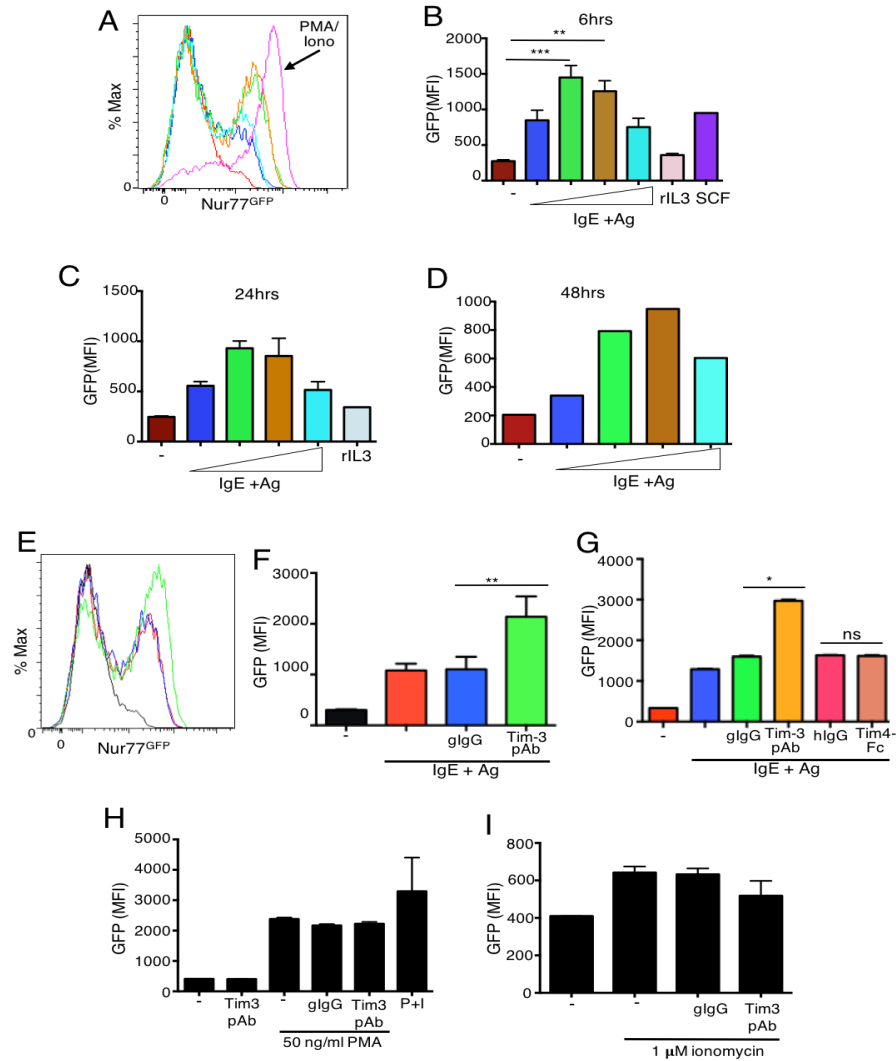 A
PMA/
Iono
% Max
0
0
Nur77GFP
B
6hrs
**
***
GFP(MFI)
2000
1500
1000
500
0
-
rIL3 SCF
IgE +Ag
C
24hrs
GFP(MFI)
1500
1000
500
0
-
rIL3
IgE +Ag
D
48hrs
GFP(MFI)
1000
800
600
400
200
0
-
IgE +Ag
E
% Max
0
0
Nur77GFP
F
**
GFP (MFI)
3000
2000
1000
0
-
gIgG
Tim-3
pAb
IgE + Ag
G
*
ns
GFP (MFI)
4000
3000
2000
1000
0
-
gIgG
Tim-3
pAb
hIgG
Tim4-
Fc
IgE + Ag
H
GFP (MFI)
5000
4000
3000
2000
1000
0
-
Tim3
pAb
-
gIgG
Tim3
pAb
P+I
50 ng/ml PMA
I
GFP (MFI)
800
600
400
200
0
-
-
gIgG
Tim3
pAb
1 μM ionomycin